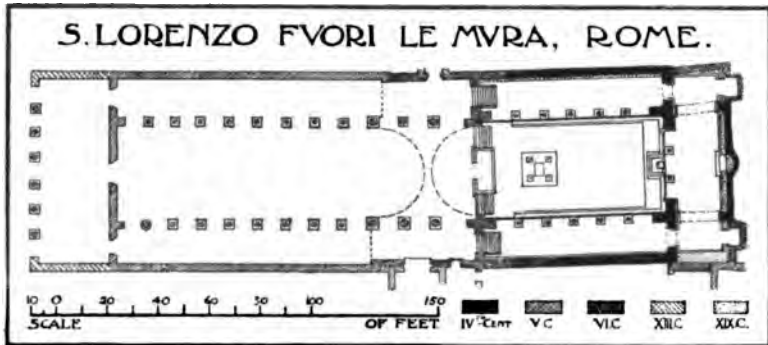 S. LORENZO FVORI LE MVRA, ROME.
10 0 20 40 60 80 100 150
SCALE OF FEET
IVTH CENT V.C. VI.C. XIII.C. XIX.C.